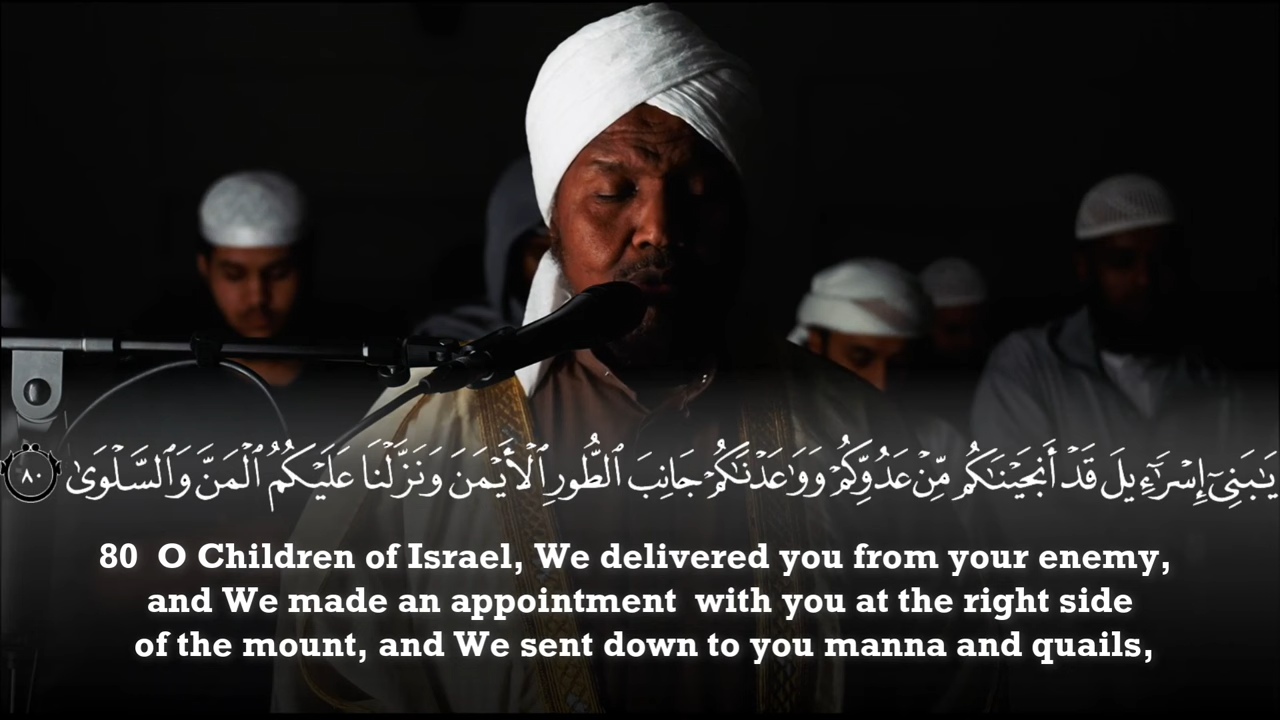 يَـٰبَنِىٓ إِسْرَٰٓءِيلَ قَدْ أَنجَيْنَـٰكُم مِّنْ عَدُوِّكُمْ وَوَٰعَدْنَـٰكُمْ جَانِبَ ٱلطُّورِ ٱلْأَيْمَنَ وَنَزَّلْنَا عَلَيْكُمُ ٱلْمَنَّ وَٱلسَّلْوَىٰ ٨٠
80 O Children of Israel, We delivered you from your enemy,
and We made an appointment with you at the right side
of the mount, and We sent down to you manna and quails,